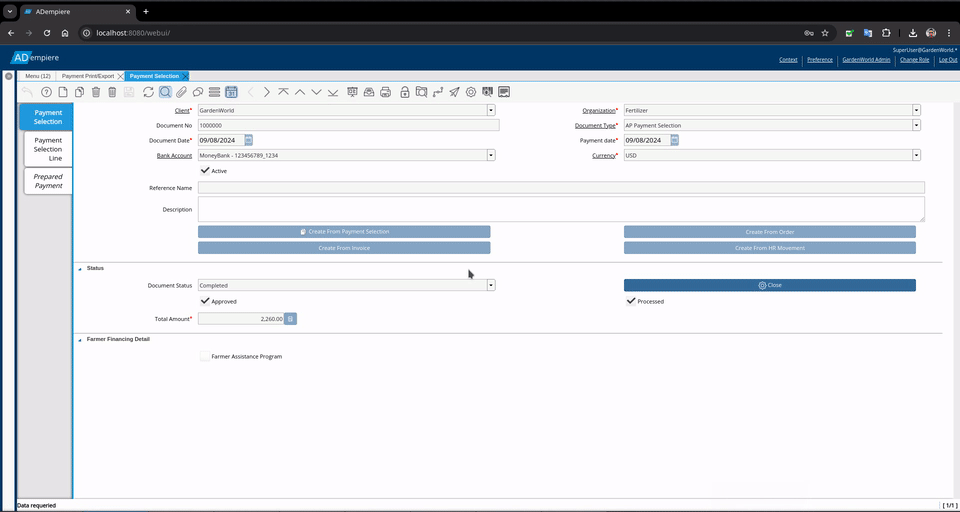 ADempiere
localhost:8080/webui/
SuperUser@GardenWorld.*
ADempiere
Context Preference GardenWorld Admin Change Role Log Out
Menu (12) Payment Print/Export Payment Selection
31
Payment Selection
Payment Selection Line
Prepared Payment
Client* GardenWorld Organization* Fertilizer
Document No 1000000 Document Type* AP Payment Selection
Document Date* 09/08/2024 Payment date* 09/08/2024
Bank Account MoneyBank - 123456789_1234 Currency* USD
Active
Reference Name
Description
Create From Payment Selection Create From Order
Create From Invoice Create From HR Movement
Status
Document Status Completed Close
Approved Processed
Total Amount* 2,260.00
Farmer Financing Detail
Farmer Assistance Program
Data requeried [ 1/1 ]